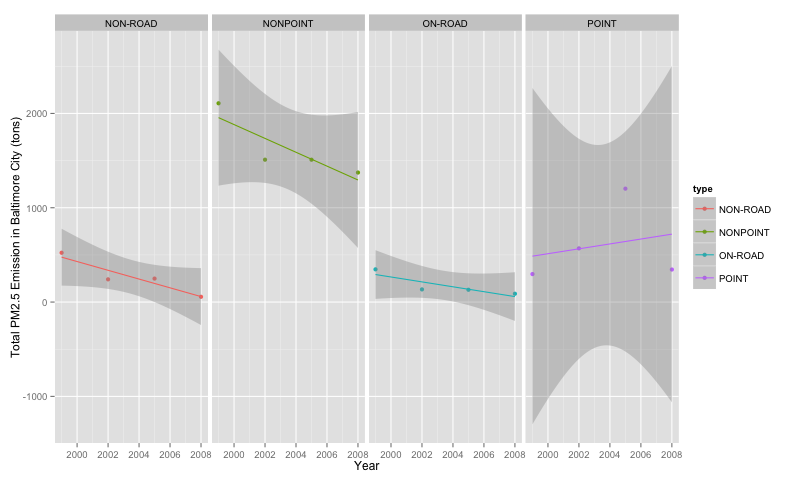 NON-ROAD NONPOINT ON-ROAD POINT
Total PM2.5 Emission in Baltimore City (tons)
2000
1000
0
-1000
2000 2002 2004 2006 2008 2000 2002 2004 2006 2008 2000 2002 2004 2006 2008 2000 2002 2004 2006 2008
Year
type
NON-ROAD
NONPOINT
ON-ROAD
POINT